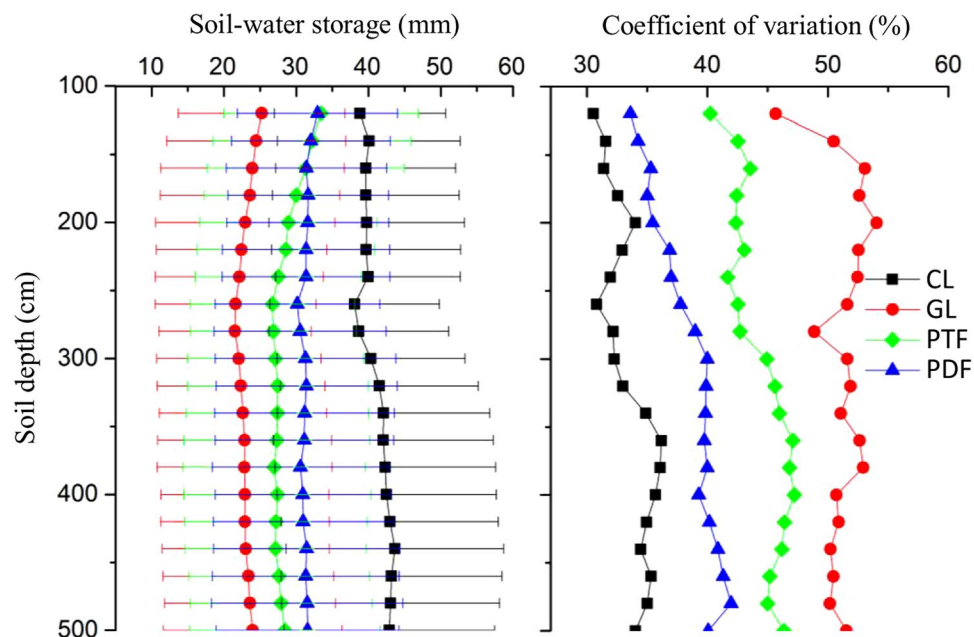 Soil-water storage (mm)
Coefficient of variation (%)
10 20 30 40 50 60
30 40 50 60
100
200
300
400
500
Soil depth (cm)
CL
GL
PTF
PDF